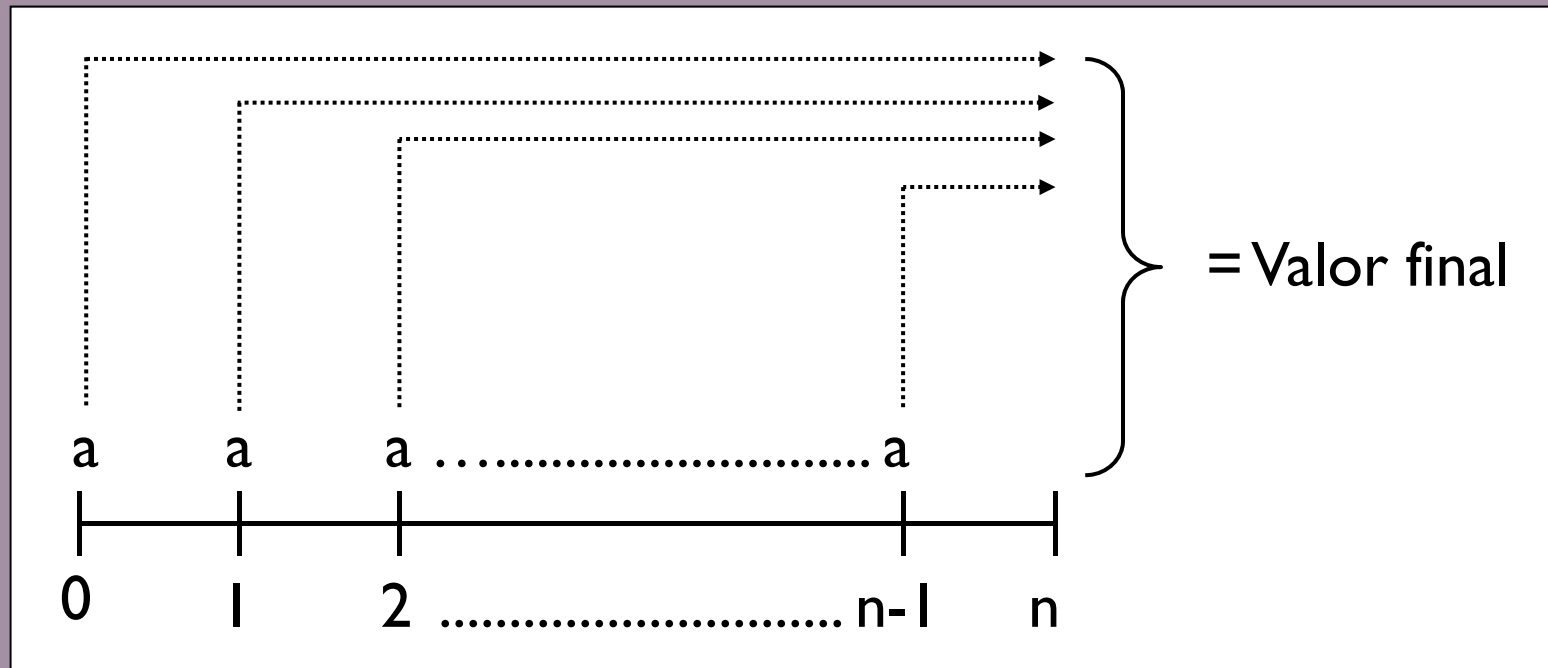 = Valor final
a a a .............................. a
0 1 2 ............................. n-1 n